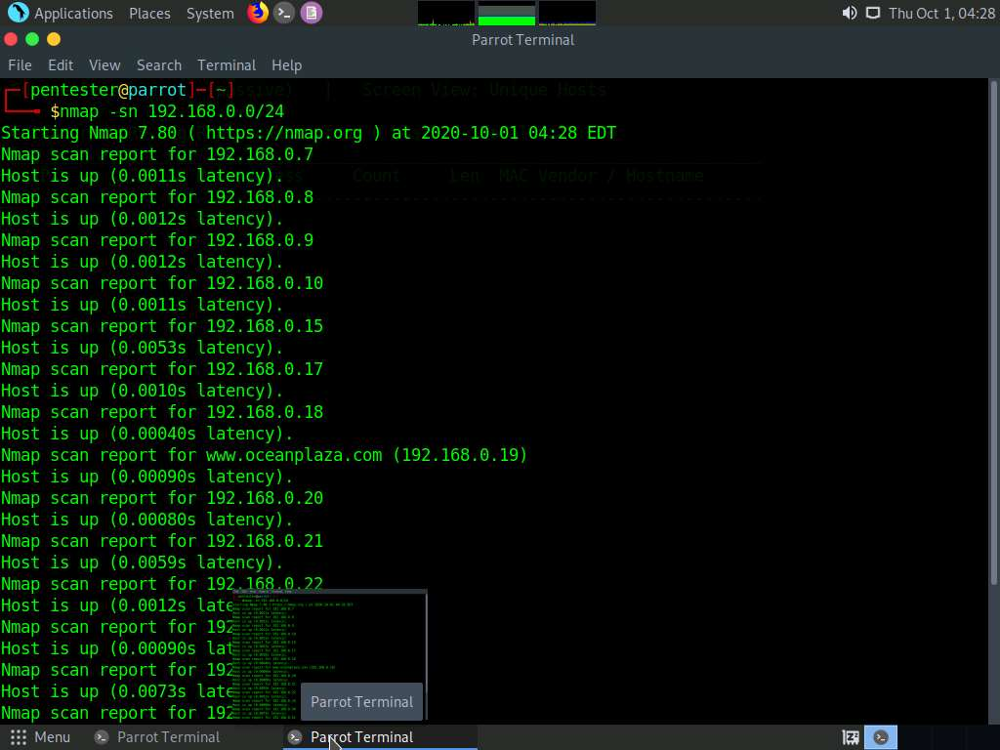 Applications Places System Thu Oct 1, 04:28
Parrot Terminal
File Edit View Search Terminal Help
[pentester@parrot]-[~]
ssive) | Screen View: Unique Hosts
$nmap -sn 192.168.0.0/24
Starting Nmap 7.80 ( https://nmap.org ) at 2020-10-01 04:28 EDT
Nmap scan report for 192.168.0.7
Host is up (0.0011s latency).
Count Len MAC Vendor / Hostname
Nmap scan report for 192.168.0.8
Host is up (0.0012s latency).
Nmap scan report for 192.168.0.9
Host is up (0.0012s latency).
Nmap scan report for 192.168.0.10
Host is up (0.0011s latency).
Nmap scan report for 192.168.0.15
Host is up (0.0053s latency).
Nmap scan report for 192.168.0.17
Host is up (0.0010s latency).
Nmap scan report for 192.168.0.18
Host is up (0.00040s latency).
Nmap scan report for www.oceanplaza.com (192.168.0.19)
Host is up (0.00090s latency).
Nmap scan report for 192.168.0.20
Host is up (0.00080s latency).
Nmap scan report for 192.168.0.21
Host is up (0.0059s latency).
Nmap scan report for 192.168.0.22
Host is up (0.0012s late
Nmap scan report for 192
Host is up (0.00090s lat
Nmap scan report for 192
Host is up (0.0073s late
Nmap scan report for 192
Parrot Terminal
Menu Parrot Terminal Parrot Terminal